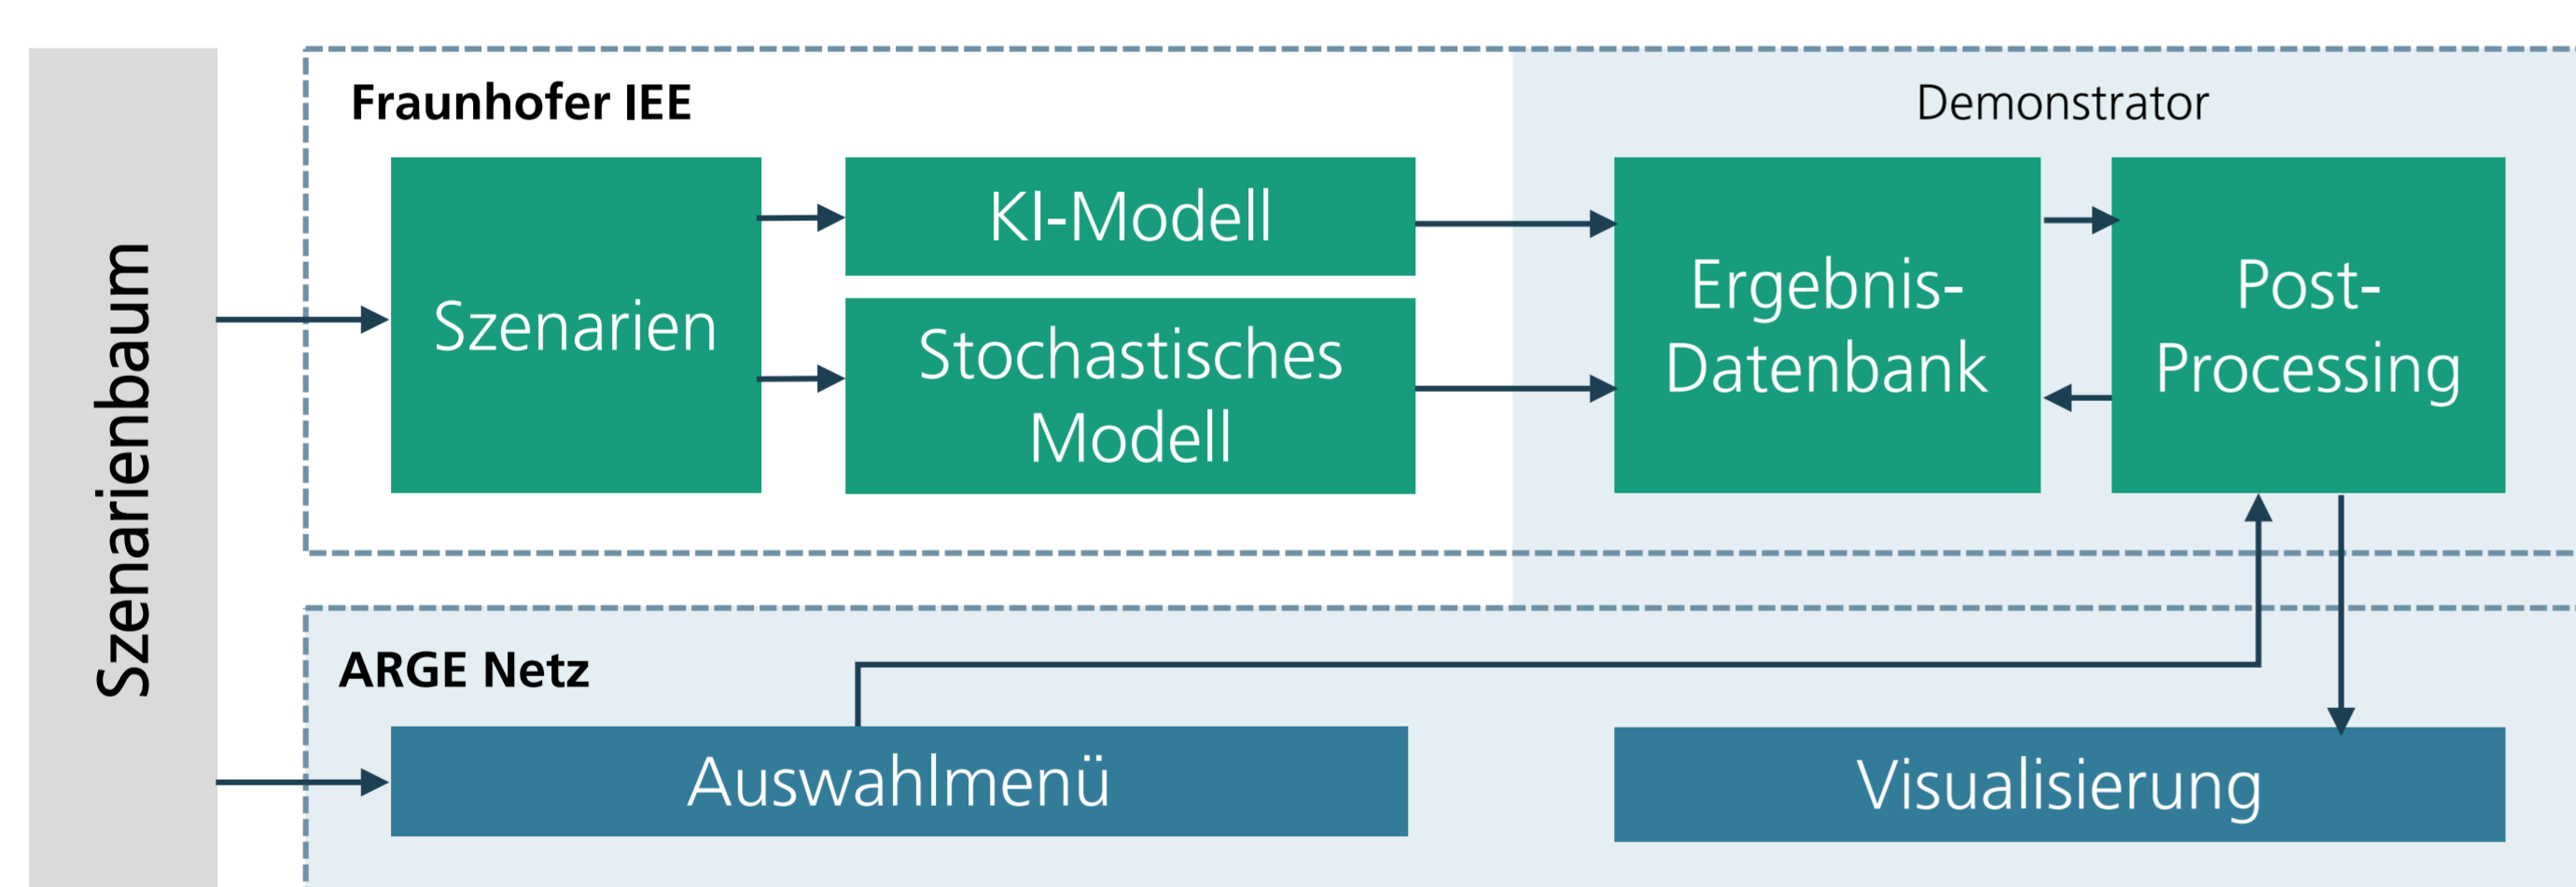 Szenarienbaum
Fraunhofer IEE
Demonstrator
Szenarien
KI-Modell
Stochastisches
Modell
Ergebnis-
Datenbank
Post-
Processing
ARGE Netz
Auswahlmenü
Visualisierung